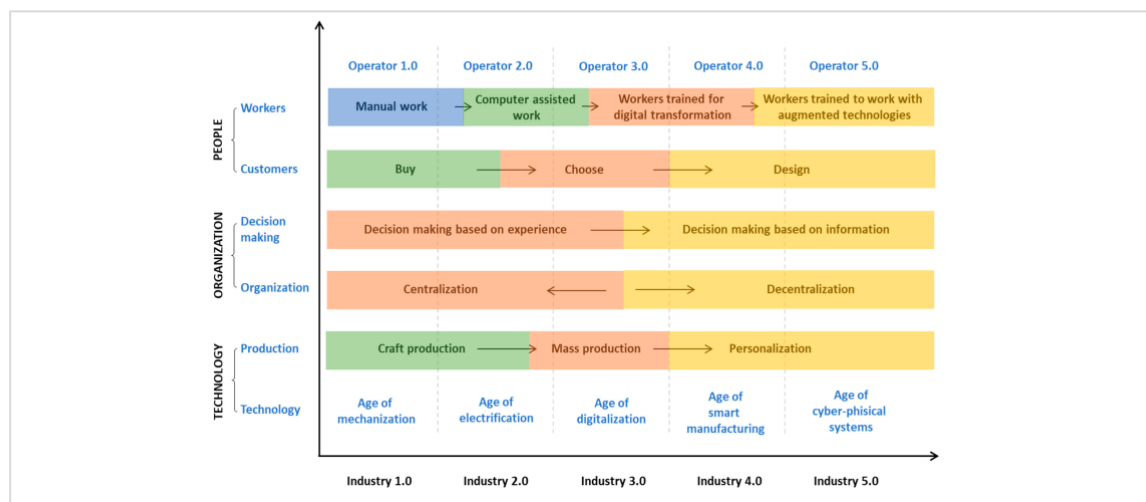 Operator 1.0 Operator 2.0 Operator 3.0 Operator 4.0 Operator 5.0
PEOPLE
Workers
Manual work
Computer assisted
work
Workers trained for
digital transformation
Workers trained to work with
augmented technologies
Customers
Buy
Choose
Design
ORGANIZATION
Decision
making
Decision making based on experience
Decision making based on information
Organization
Centralization
Decentralization
TECHNOLOGY
Production
Craft production
Mass production
Personalization
Technology
Age of
mechanization
Age of
electrification
Age of
digitalization
Age of
smart
manufacturing
Age of
cyber-phisical
systems
Industry 1.0 Industry 2.0 Industry 3.0 Industry 4.0 Industry 5.0